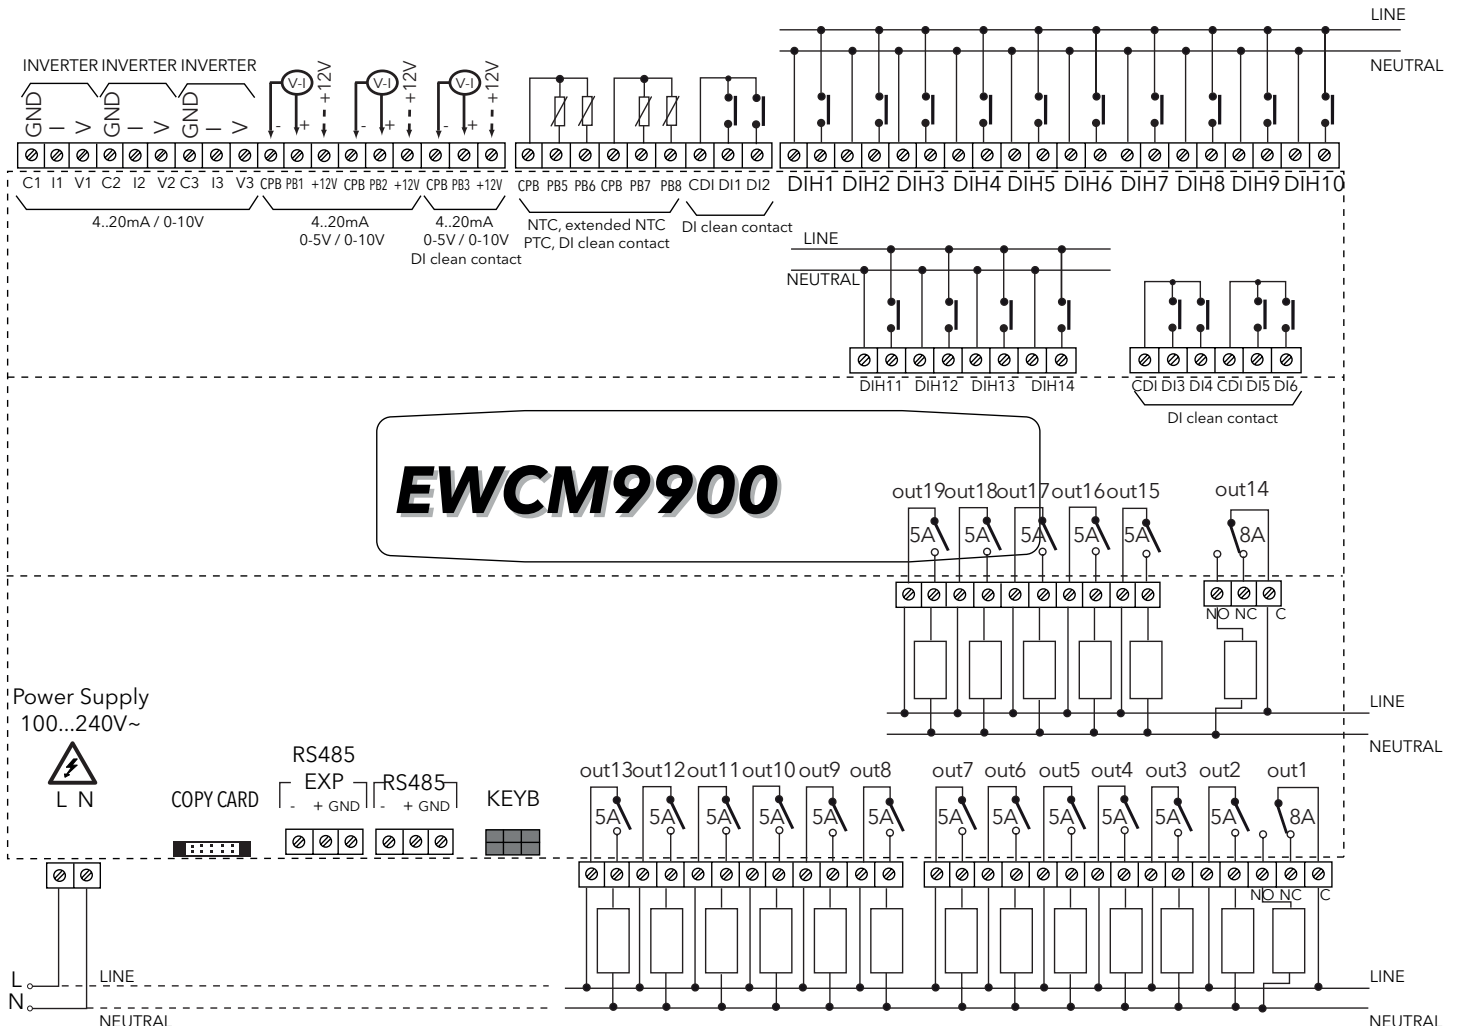 LINE
NEUTRAL
INVERTER INVERTER INVERTER
GND I V GND I V GND I V
V-I +12V V-I +12V V-I +12V
- + - + - +
C1 I1 V1 C2 I2 V2 C3 I3 V3 CPB PB1 +12V CPB PB2 +12V CPB PB3 +12V CPB PB5 PB6 CPB PB7 PB8 CDI DI1 DI2 DIH1 DIH2 DIH3 DIH4 DIH5 DIH6 DIH7 DIH8 DIH9 DIH10
4..20mA / 0-10V
4..20mA
0-5V / 0-10V
4..20mA
0-5V / 0-10V
DI clean contact
NTC, extended NTC
PTC, DI clean contact
DI clean contact
LINE
NEUTRAL
DIH11 DIH12 DIH13 DIH14
CDI DI3 DI4 CDI DI5 DI6
DI clean contact
EWCM9900
out19 out18 out17 out16 out15 out14
5A 5A 5A 5A 5A 8A
NO NC C
LINE
NEUTRAL
Power Supply
100...240V~
L N
COPY CARD
RS485
EXP
- + GND
RS485
- + GND
KEYB
out13 out12 out11 out10 out9 out8 out7 out6 out5 out4 out3 out2 out1
5A 5A 5A 5A 5A 5A 5A 5A 5A 5A 5A 5A 8A
NO NC C
L LINE
N NEUTRAL
LINE
NEUTRAL